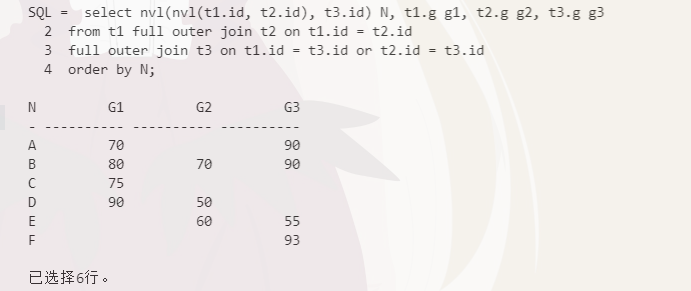 SQL =  select nvl(nvl(t1.id, t2.id), t3.id) N, t1.g g1, t2.g g2, t3.g g3
  2  from t1 full outer join t2 on t1.id = t2.id
  3  full outer join t3 on t1.id = t3.id or t2.id = t3.id
  4  order by N;
N         G1         G2         G3
- ---------- ---------- ----------
A         70                    90
B         80         70         90
C         75
D         90         50
E                    60         55
F                               93
已选择6行。